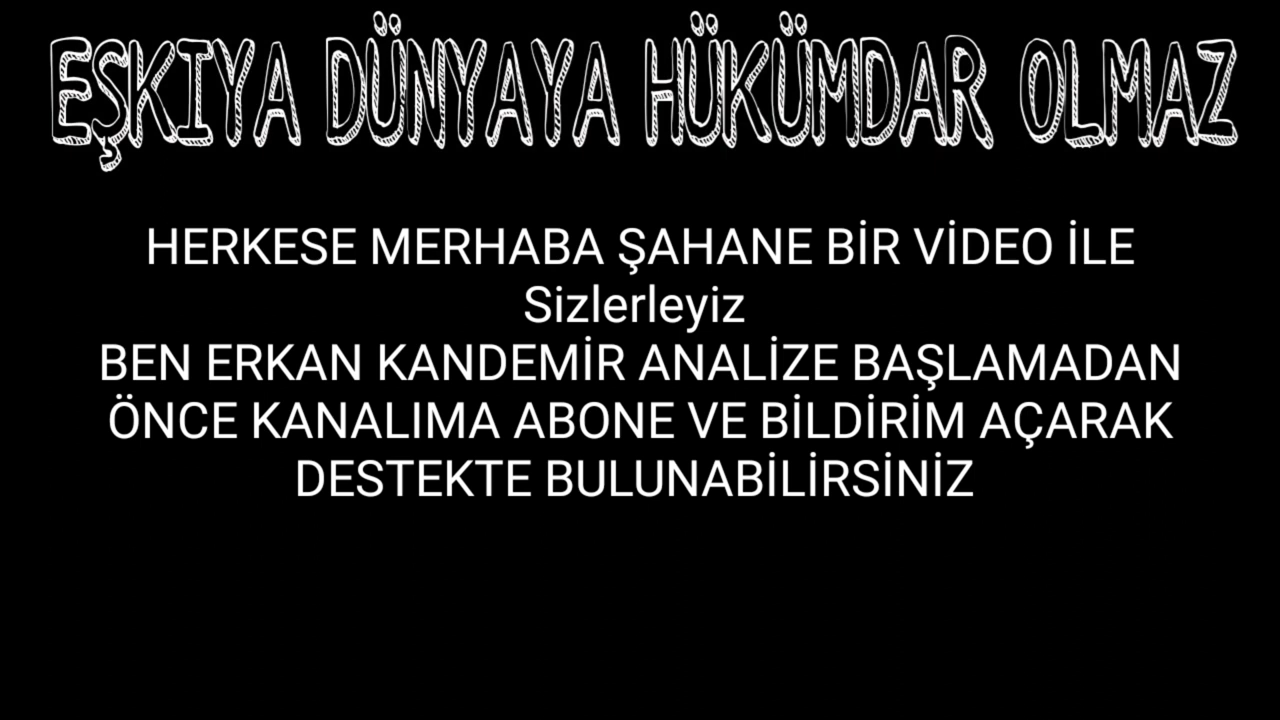 EŞKIYA DÜNYAYA HÜKÜMDAR OLMAZ
HERKESE MERHABA ŞAHANE BİR VİDEO İLE
Sizlerleyiz
BEN ERKAN KANDEMİR ANALİZE BAŞLAMADAN
ÖNCE KANALIMA ABONE VE BİLDİRİM AÇARAK
DESTEKTE BULUNABİLİRSİNİZ